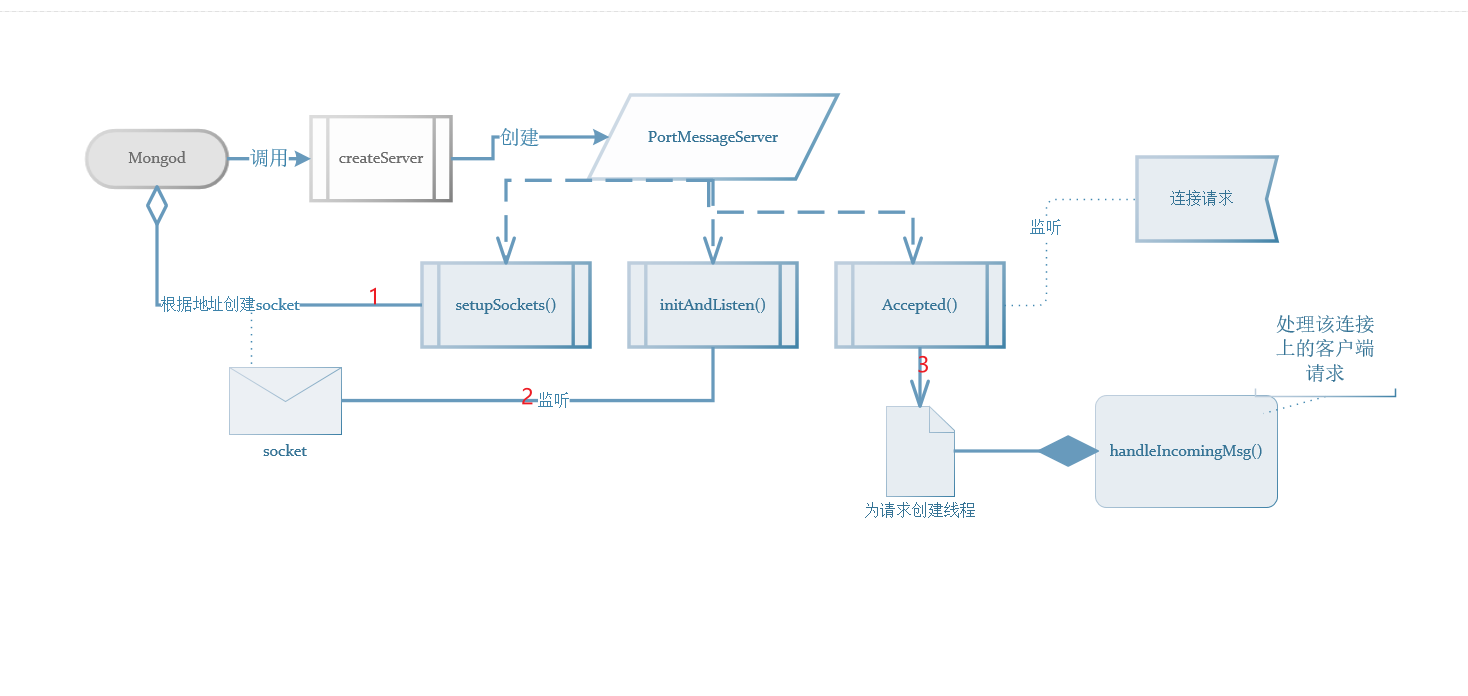 Mongod
调用
createServer
创建
PortMessageServer
连接请求
监听
根据地址创建socket
1
setupSockets()
initAndListen()
Accepted()
处理该连接
上的客户端
请求
3
2
监听
socket
handleIncomingMsg()
为请求创建线程